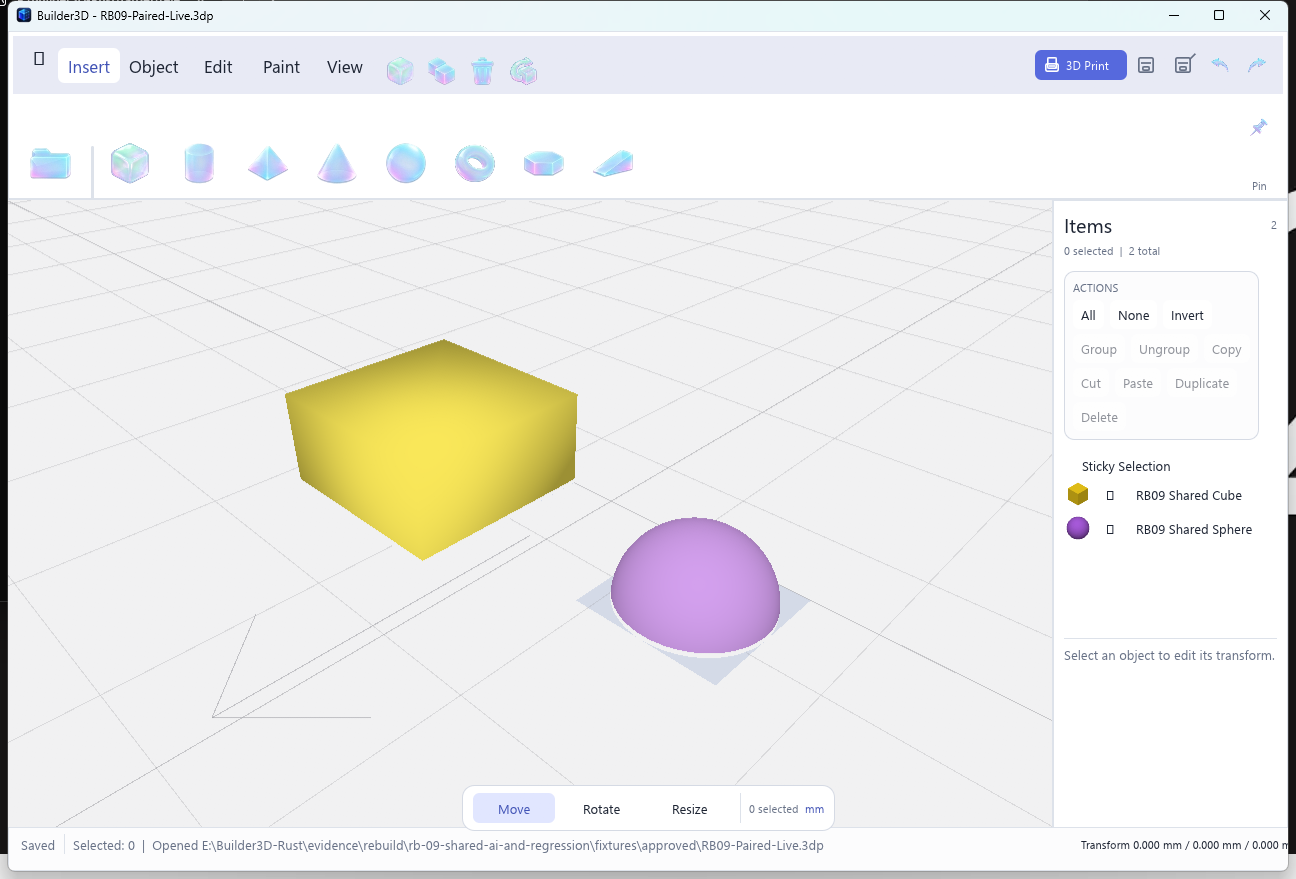 Builder3D - RB09-Paired-Live.3dp
Insert Object Edit Paint View 3D Print
Pin
Items 2
0 selected | 2 total
ACTIONS
All None Invert
Group Ungroup Copy
Cut Paste Duplicate
Delete
Sticky Selection
RB09 Shared Cube
RB09 Shared Sphere
Select an object to edit its transform.
Move Rotate Resize 0 selected mm
Saved Selected: 0 | Opened E:\Builder3D-Rust\evidence\rebuild\rb-09-shared-ai-and-regression\fixtures\approved\RB09-Paired-Live.3dp Transform 0.000 mm / 0.000 mm / 0.000 m